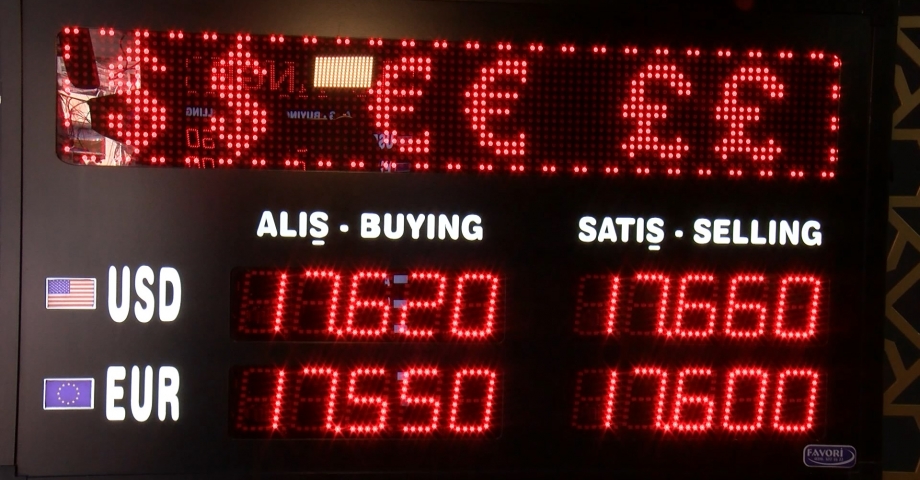 $ $ € € £ £
ALIŞ - BUYING SATIŞ - SELLING
USD 17.620 17.660
EUR 17.550 17.600
FAVORİ